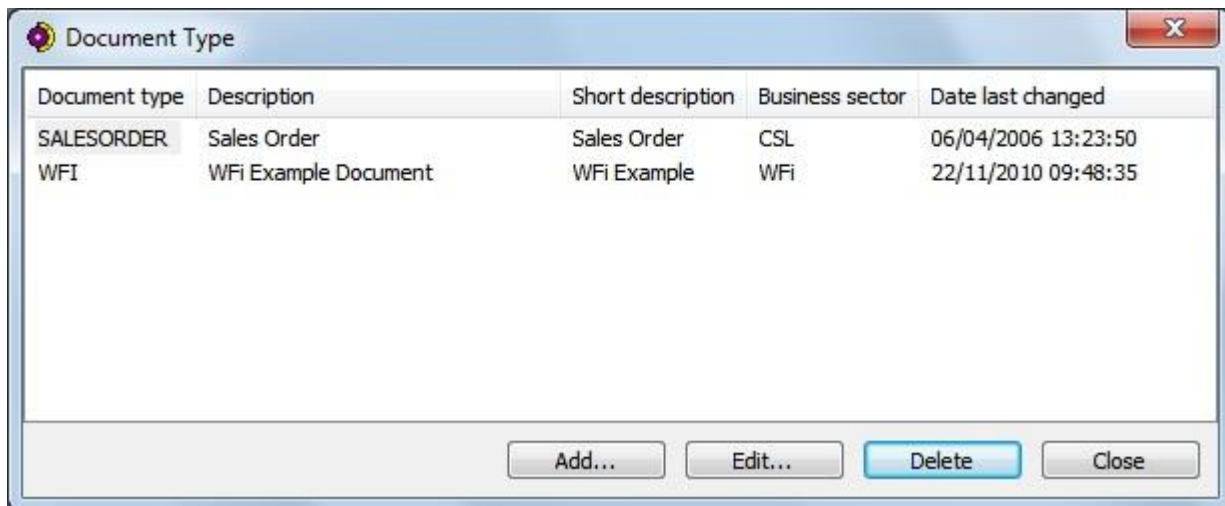 Document Type
Document type Description Short description Business sector Date last changed
SALESORDER Sales Order Sales Order CSL 06/04/2006 13:23:50
WFI WFi Example Document WFi Example WFi 22/11/2010 09:48:35
Add... Edit... Delete Close